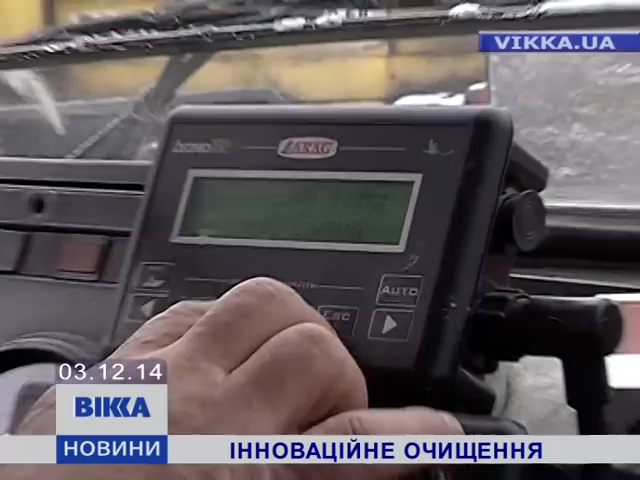 VIKKA.UA
ARAG
AUTO
ESC
03.12.14
ВІККА
НОВИНИ
ІННОВАЦІЙНЕ ОЧИЩЕННЯ